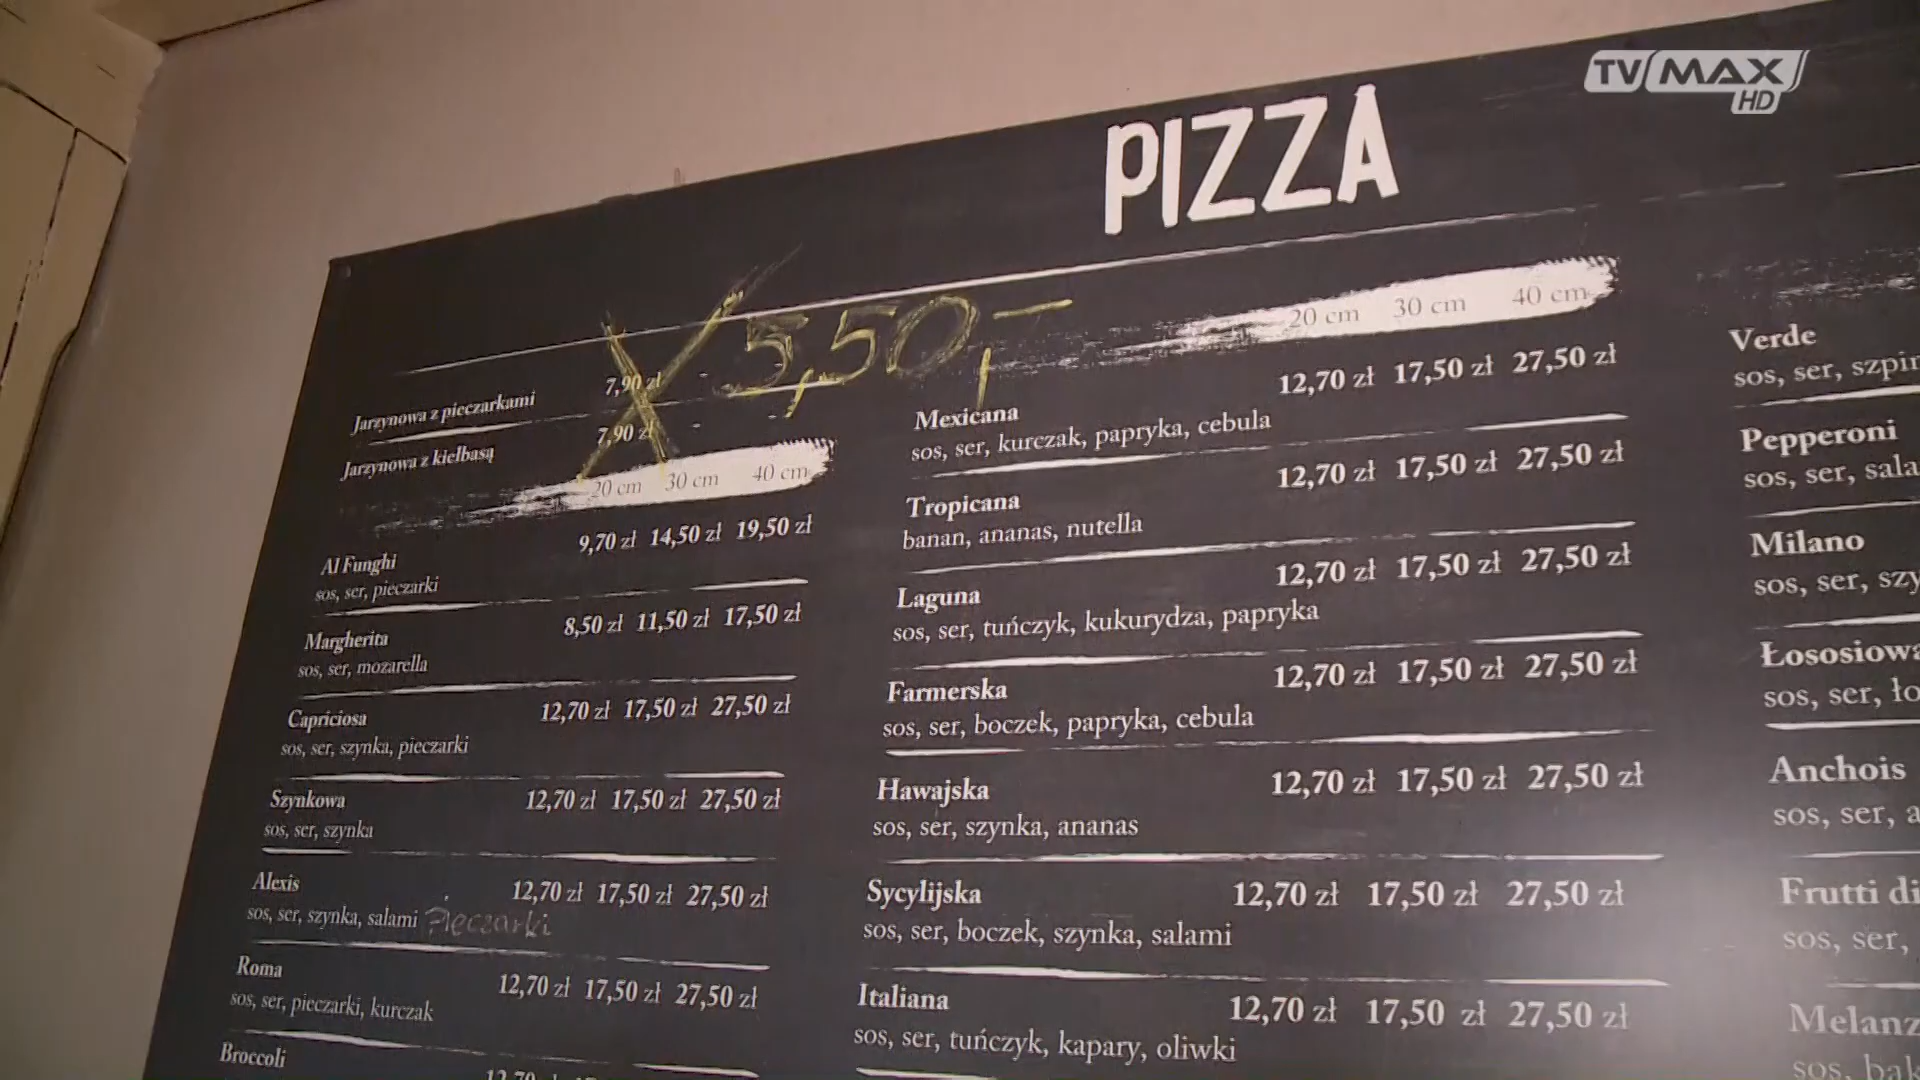 TV MAX
HD
PIZZA
5,50,-
Jarzynowa z pieczarkami 7,90 zł
Jarzynowa z kiełbasą 7,90 zł
20 cm 30 cm 40 cm
Al Funghi 9,70 zł 14,50 zł 19,50 zł
sos, ser, pieczarki
Margherita 8,50 zł 11,50 zł 17,50 zł
sos, ser, mozarella
Capriciosa 12,70 zł 17,50 zł 27,50 zł
sos, ser, szynka, pieczarki
Szynkowa 12,70 zł 17,50 zł 27,50 zł
sos, ser, szynka
Alexis 12,70 zł 17,50 zł 27,50 zł
sos, ser, szynka, salami Pieczarki
Roma 12,70 zł 17,50 zł 27,50 zł
sos, ser, pieczarki, kurczak
Broccoli 12,70
20 cm 30 cm 40 cm
Mexicana 12,70 zł 17,50 zł 27,50 zł
sos, ser, kurczak, papryka, cebula
Tropicana 12,70 zł 17,50 zł 27,50 zł
banan, ananas, nutella
Laguna 12,70 zł 17,50 zł 27,50 zł
sos, ser, tuńczyk, kukurydza, papryka
Farmerska 12,70 zł 17,50 zł 27,50 zł
sos, ser, boczek, papryka, cebula
Hawajska 12,70 zł 17,50 zł 27,50 zł
sos, ser, szynka, ananas
Sycylijska 12,70 zł 17,50 zł 27,50 zł
sos, ser, boczek, szynka, salami
Italiana 12,70 zł 17,50 zł 27,50 zł
sos, ser, tuńczyk, kapary, oliwki
Verde
sos, ser,
Pepperoni
sos, ser,
Milano
sos, ser,
Łososiowa
sos, ser,
Anchois
sos, ser,
Frutti di
sos, ser,
sos,